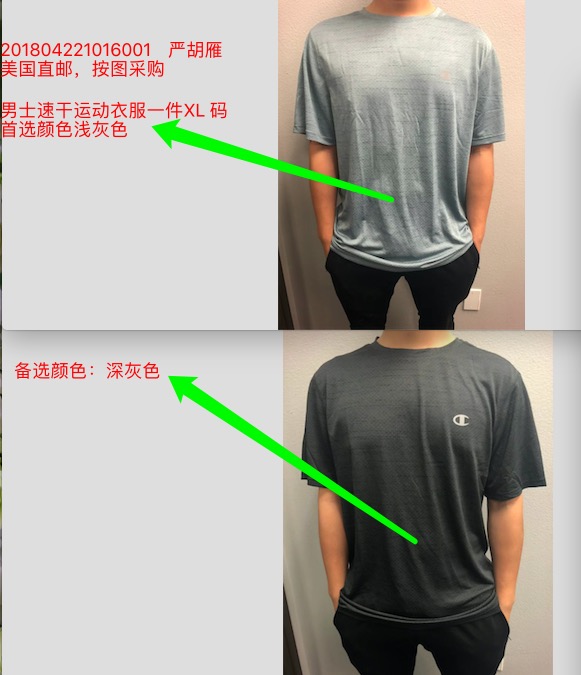 201804221016001 严胡雁
美国直邮，按图采购
男士速干运动衣服一件XL 码
首选颜色浅灰色
备选颜色：深灰色